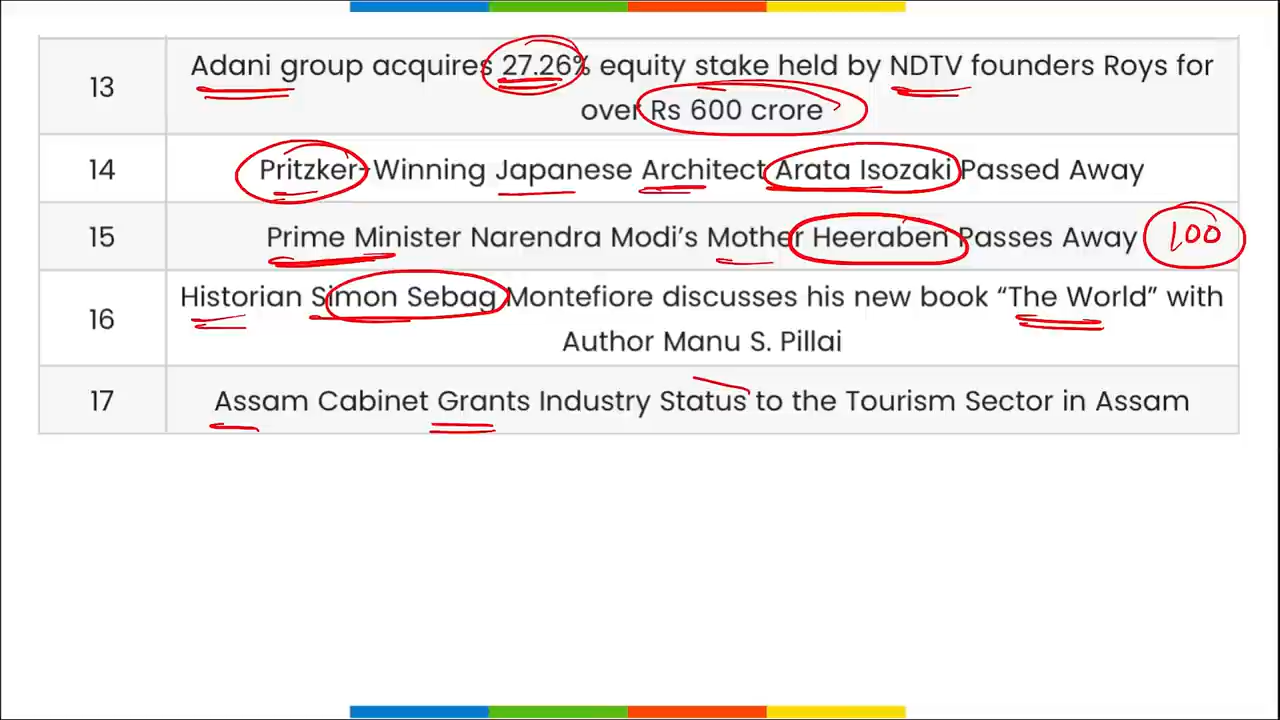 13
Adani group acquires 27.26% equity stake held by NDTV founders Roys for
over Rs 600 crore
14
Pritzker-Winning Japanese Architect Arata Isozaki Passed Away
15
Prime Minister Narendra Modi's Mother Heeraben Passes Away 100
16
Historian Simon Sebag Montefiore discusses his new book “The World” with
Author Manu S. Pillai
17
Assam Cabinet Grants Industry Status to the Tourism Sector in Assam